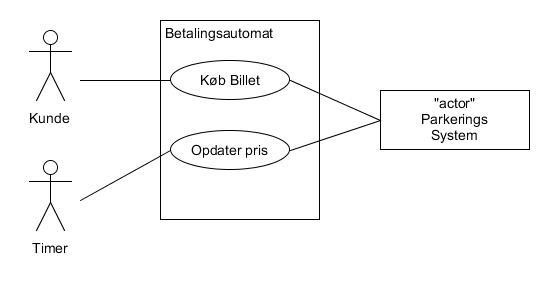 Betalingsautomat
Køb Billet
Kunde
"actor"
Parkerings
System
Opdater pris
Timer